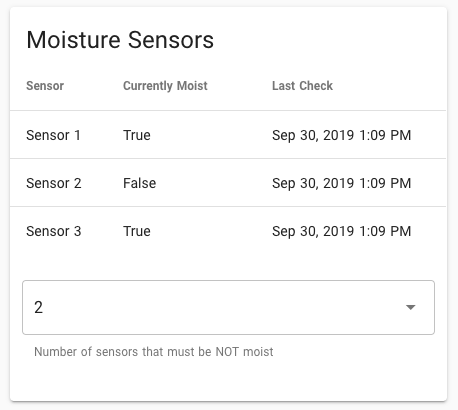 Moisture Sensors
Sensor Currently Moist Last Check
Sensor 1 True Sep 30, 2019 1:09 PM
Sensor 2 False Sep 30, 2019 1:09 PM
Sensor 3 True Sep 30, 2019 1:09 PM
2
Number of sensors that must be NOT moist